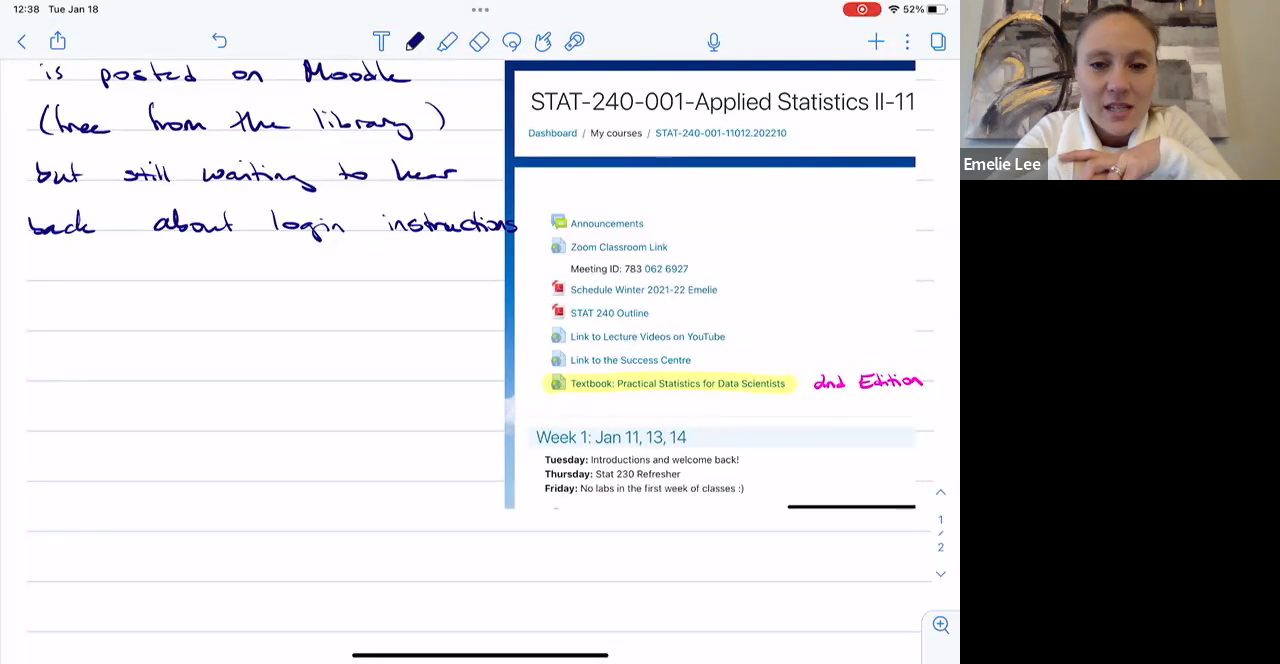 12:38 Tue Jan 18
52%
is posted on Moodle
(free from the library)
but still waiting to hear
back about login instructions
STAT-240-001-Applied Statistics II-11
Dashboard / My courses / STAT-240-001-11012.202210
Announcements
Zoom Classroom Link
Meeting ID: 783 062 6927
Schedule Winter 2021-22 Emelie
STAT 240 Outline
Link to Lecture Videos on YouTube
Link to the Success Centre
Textbook: Practical Statistics for Data Scientists 2nd Edition
Week 1: Jan 11, 13, 14
Tuesday: Introductions and welcome back!
Thursday: Stat 230 Refresher
Friday: No labs in the first week of classes :)
1
/
2
Emelie Lee